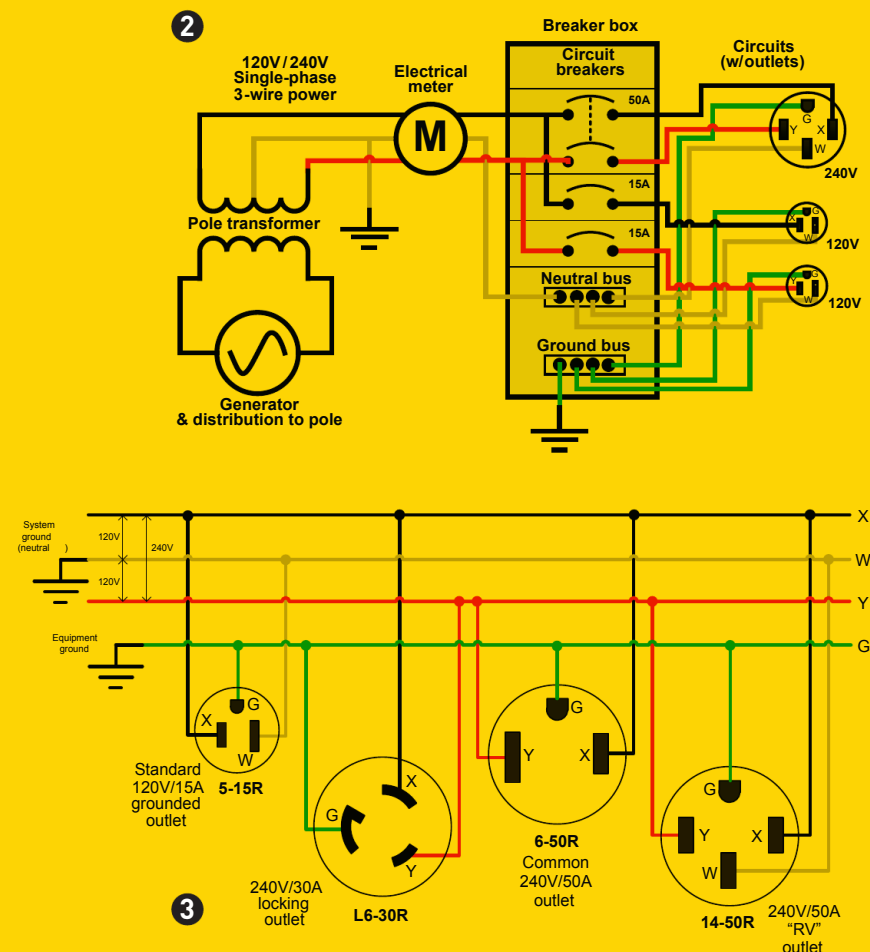 2
Breaker box
120V/240V
Single-phase
3-wire power
Electrical
meter
Circuit
breakers
Circuits
(w/outlets)
50A
G
M
Y
X
W
240V
15A
Pole transformer
X
G
W
120V
15A
Neutral bus
Y
G
W
120V
Ground bus
Generator
& distribution to pole
X
System
ground
(neutral )
120V
240V
W
120V
Y
Equipment
ground
G
X
G
W
Standard
120V/15A
grounded
outlet
5-15R
X
G
Y
240V/30A
locking
outlet
L6-30R
G
Y
X
6-50R
Common
240V/50A
outlet
G
Y
X
W
14-50R
240V/50A
“RV”
outlet
3